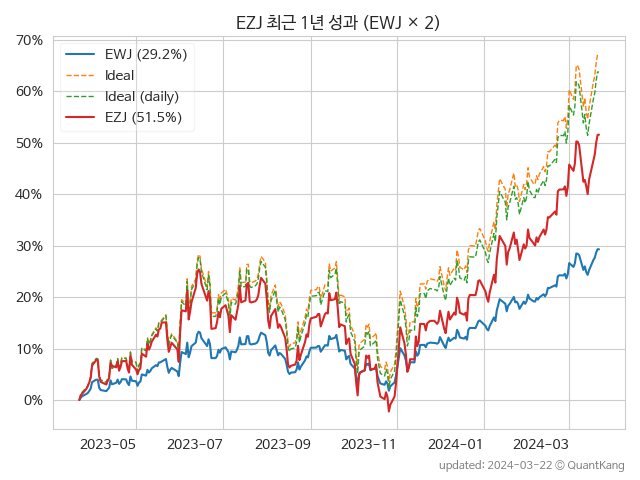 EZJ 최근 1년 성과 (EWJ × 2)
70%
60%
50%
40%
30%
20%
10%
0%
EWJ (29.2%)
Ideal
Ideal (daily)
EZJ (51.5%)
2023-05 2023-07 2023-09 2023-11 2024-01 2024-03
updated: 2024-03-22 © QuantKang